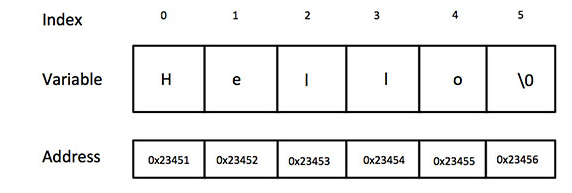 Index 0 1 2 3 4 5
Variable H e l l o \0
Address 0x23451 0x23452 0x23453 0x23454 0x23455 0x23456